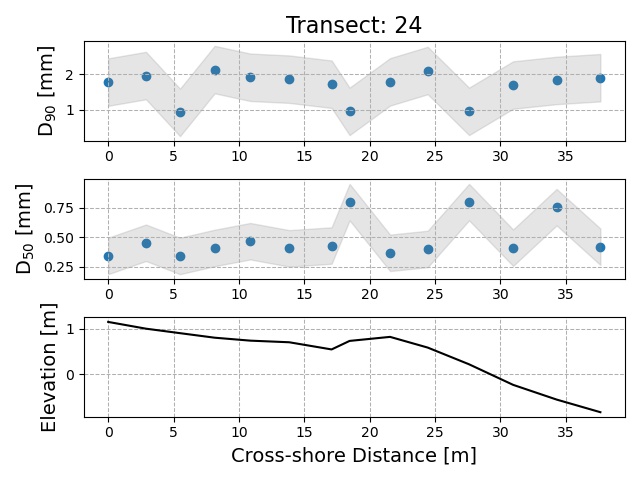 Transect: 24
D₉₀ [mm]
2
1
0 5 10 15 20 25 30 35
D₅₀ [mm]
0.75
0.50
0.25
0 5 10 15 20 25 30 35
Elevation [m]
1
0
0 5 10 15 20 25 30 35
Cross-shore Distance [m]